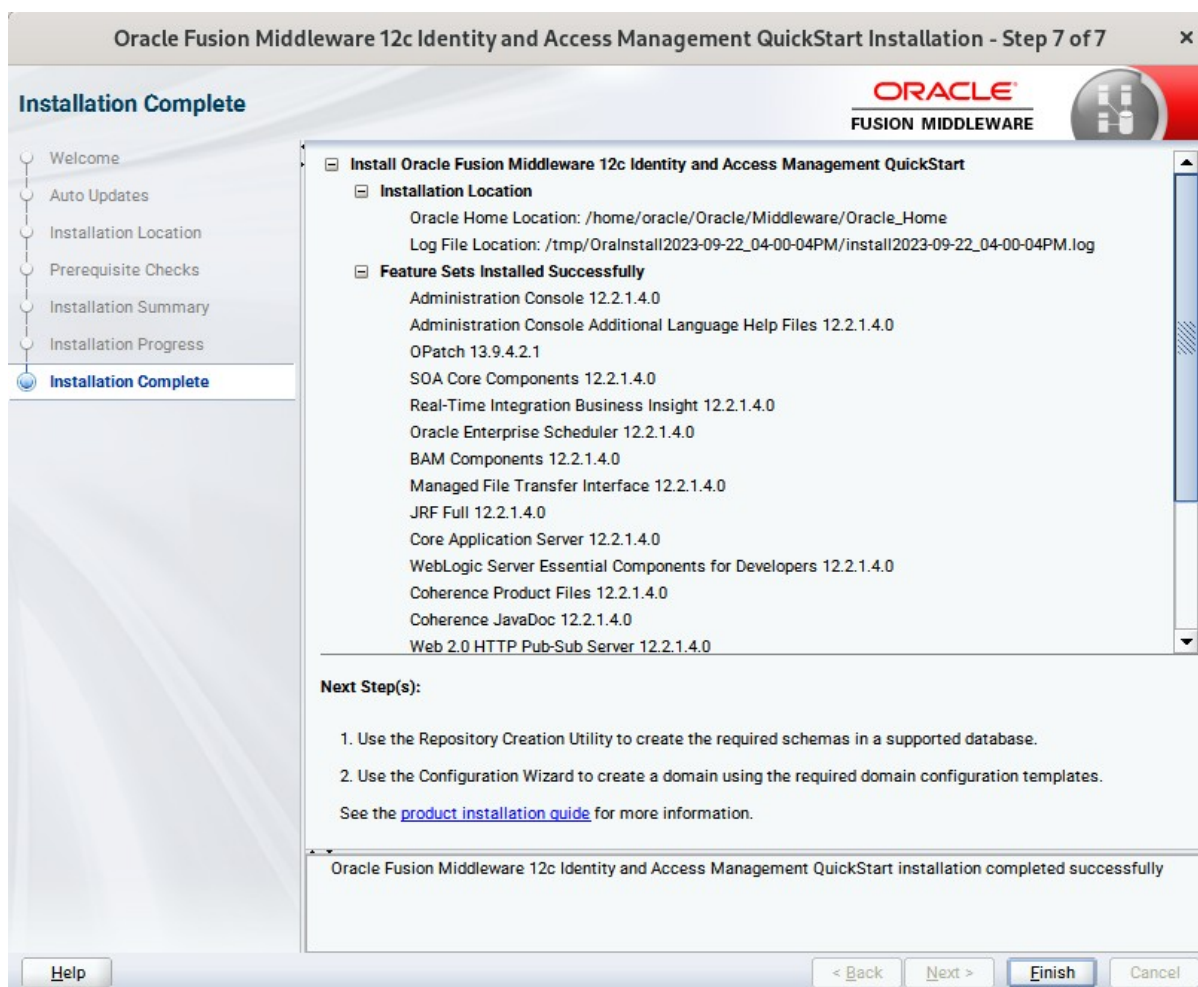 Oracle Fusion Middleware 12c Identity and Access Management QuickStart Installation - Step 7 of 7
Installation Complete
ORACLE
FUSION MIDDLEWARE
Welcome
Auto Updates
Installation Location
Prerequisite Checks
Installation Summary
Installation Progress
Installation Complete
Install Oracle Fusion Middleware 12c Identity and Access Management QuickStart
Installation Location
Oracle Home Location: /home/oracle/Oracle/Middleware/Oracle_Home
Log File Location: /tmp/OraInstall2023-09-22_04-00-04PM/install2023-09-22_04-00-04PM.log
Feature Sets Installed Successfully
Administration Console 12.2.1.4.0
Administration Console Additional Language Help Files 12.2.1.4.0
OPatch 13.9.4.2.1
SOA Core Components 12.2.1.4.0
Real-Time Integration Business Insight 12.2.1.4.0
Oracle Enterprise Scheduler 12.2.1.4.0
BAM Components 12.2.1.4.0
Managed File Transfer Interface 12.2.1.4.0
JRF Full 12.2.1.4.0
Core Application Server 12.2.1.4.0
WebLogic Server Essential Components for Developers 12.2.1.4.0
Coherence Product Files 12.2.1.4.0
Coherence JavaDoc 12.2.1.4.0
Web 2.0 HTTP Pub-Sub Server 12.2.1.4.0
Next Step(s):
1. Use the Repository Creation Utility to create the required schemas in a supported database.
2. Use the Configuration Wizard to create a domain using the required domain configuration templates.
See the product installation guide for more information.
Oracle Fusion Middleware 12c Identity and Access Management QuickStart installation completed successfully
Help
< Back
Next >
Finish
Cancel